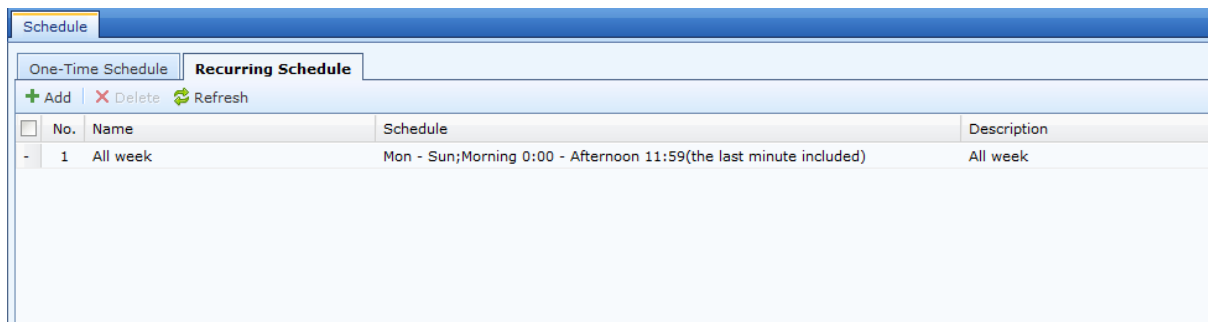 Schedule
One-Time Schedule Recurring Schedule
Add Delete Refresh
No. Name Schedule Description
- 1 All week Mon - Sun;Morning 0:00 - Afternoon 11:59(the last minute included) All week